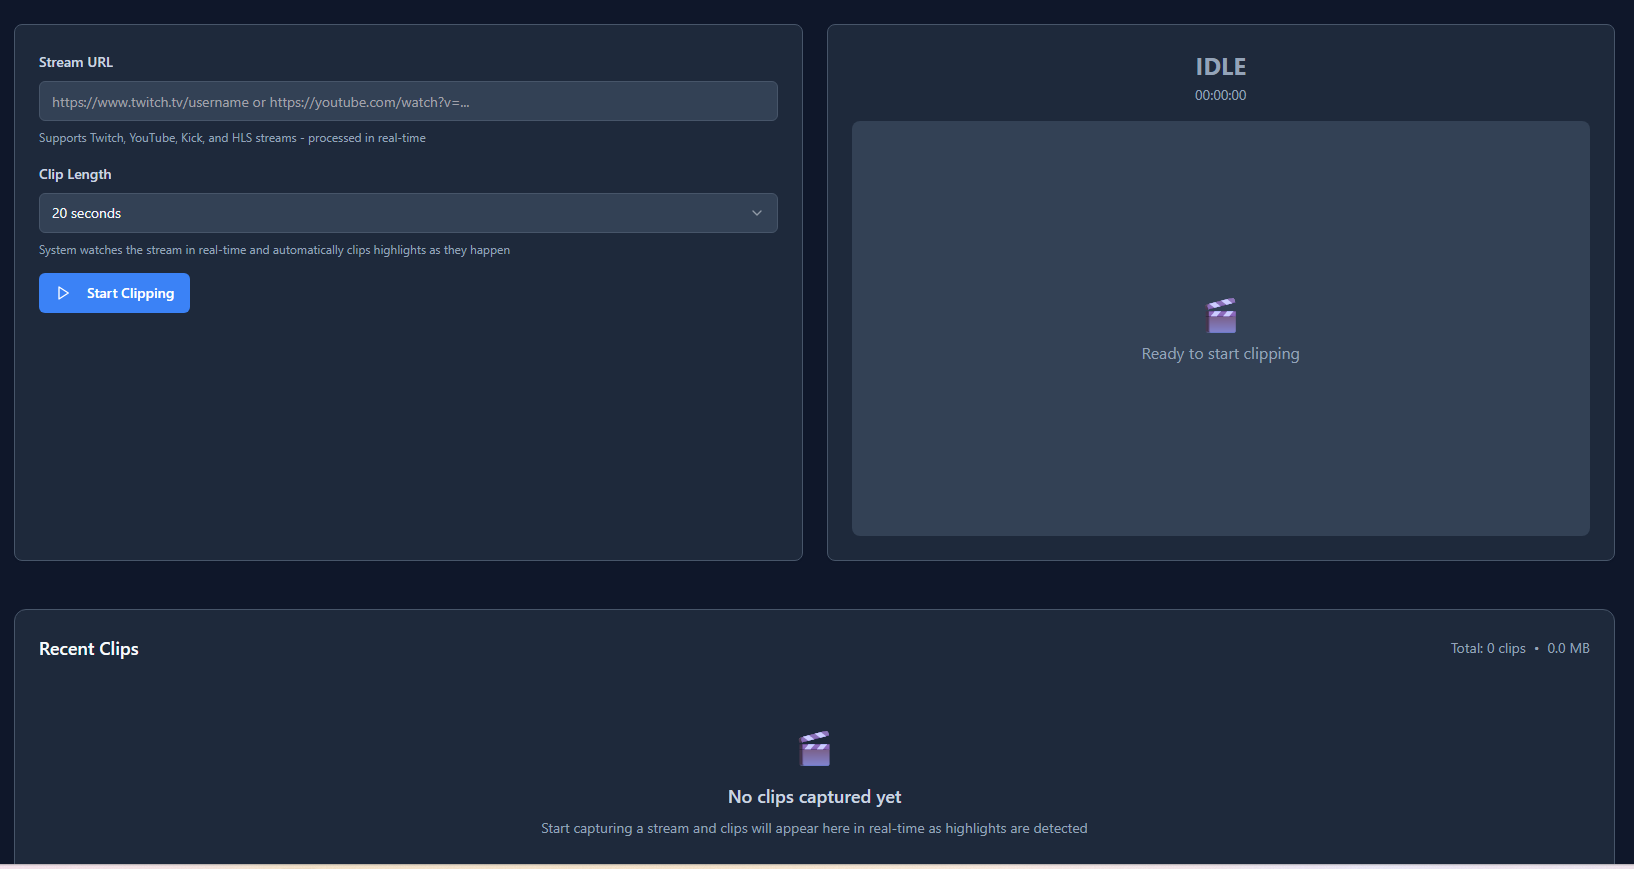 Stream URL
https://www.twitch.tv/username or https://youtube.com/watch?v=...
Supports Twitch, YouTube, Kick, and HLS streams - processed in real-time
Clip Length
20 seconds
System watches the stream in real-time and automatically clips highlights as they happen
Start Clipping
IDLE
00:00:00
Ready to start clipping
Recent Clips
Total: 0 clips • 0.0 MB
No clips captured yet
Start capturing a stream and clips will appear here in real-time as highlights are detected